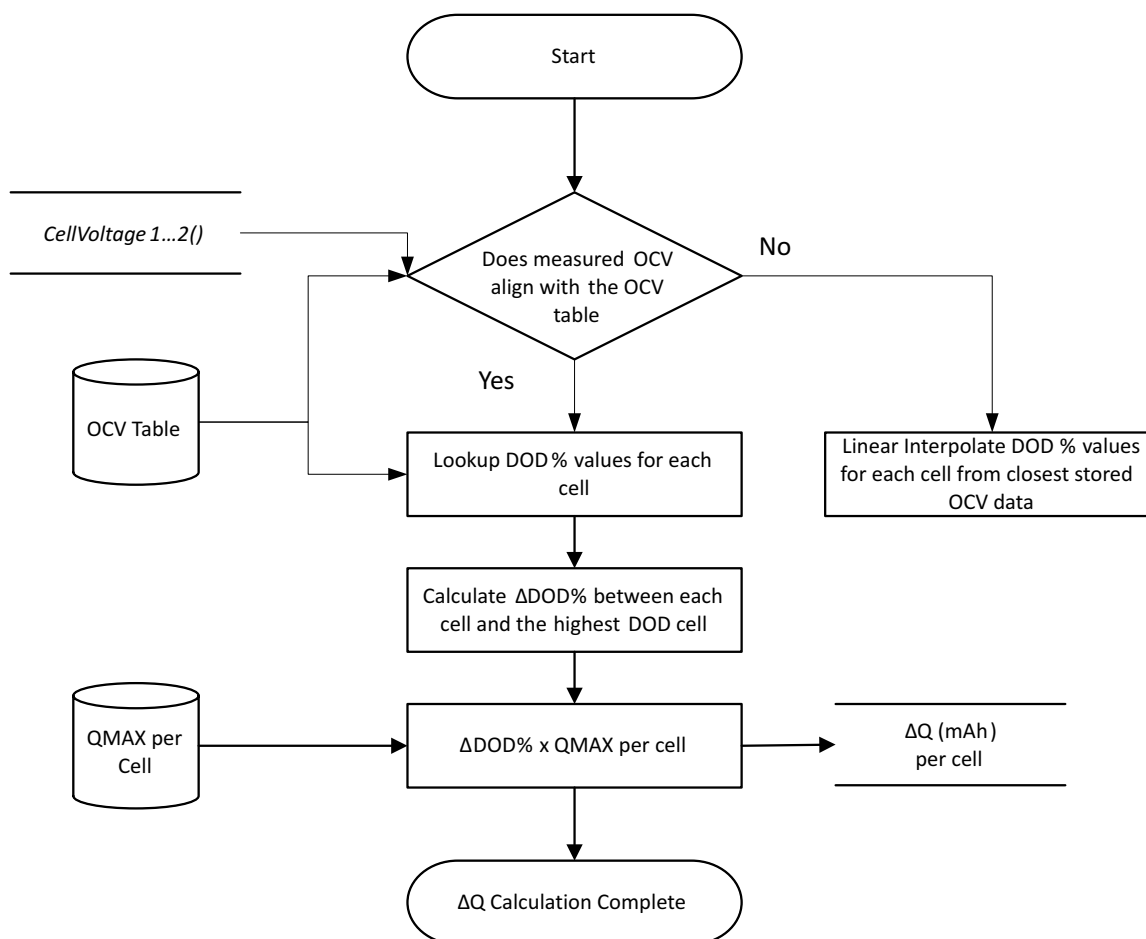 Start
CellVoltage 1...2()
Does measured OCV
align with the OCV
table
No
Yes
OCV Table
Lookup DOD % values for each
cell
Linear Interpolate DOD % values
for each cell from closest stored
OCV data
Calculate ΔDOD% between each
cell and the highest DOD cell
QMAX per
Cell
ΔDOD% x QMAX per cell
ΔQ (mAh)
per cell
ΔQ Calculation Complete